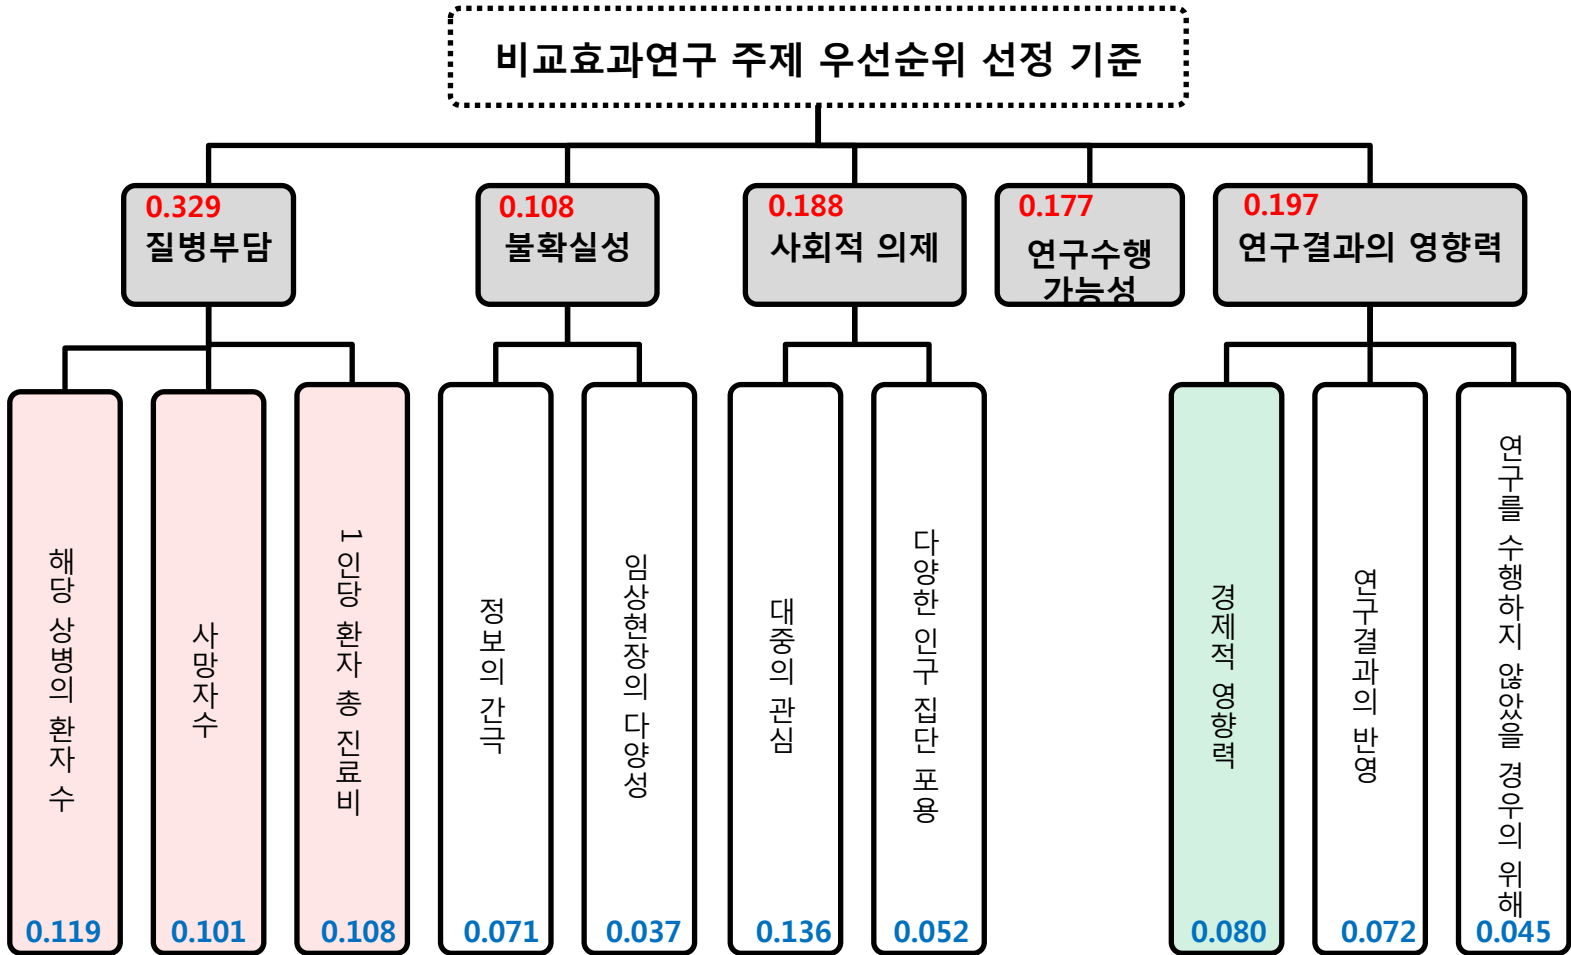 비교효과연구 주제 우선순위 선정 기준
0.329
질병부담
0.108
불확실성
0.188
사회적 의제
0.177
연구수행
가능성
0.197
연구결과의 영향력
해당 상병의 환자 수
0.119
사망자수
0.101
1인당 환자 총 진료비
0.108
정보의 간극
0.071
임상현장의 다양성
0.037
대중의 관심
0.136
다양한 인구 집단 포용
0.052
경제적 영향력
0.080
연구결과의 반영
0.072
연구를 수행하지 않았을 경우의 위해
0.045